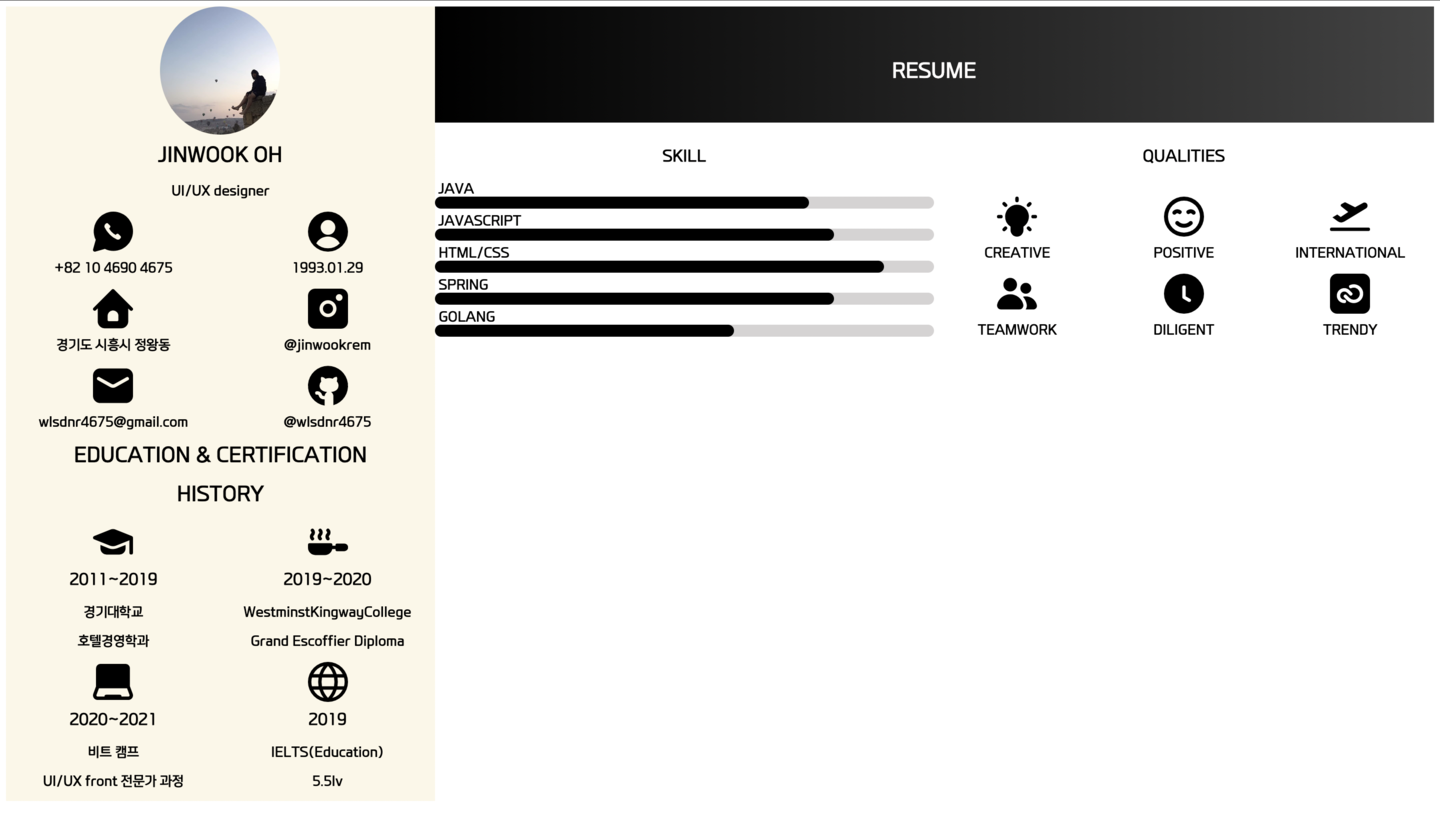 JINWOOK OH
UI/UX designer
+82 10 4690 4675
1993.01.29
경기도 시흥시 정왕동
@jinwookrem
wlsdnr4675@gmail.com
@wlsdnr4675
EDUCATION & CERTIFICATION
HISTORY
2011~2019
경기대학교
호텔경영학과
2019~2020
WestminstKingwayCollege
Grand Escoffier Diploma
2020~2021
비트 캠프
UI/UX front 전문가 과정
2019
IELTS(Education)
5.5lv
RESUME
SKILL
JAVA
JAVASCRIPT
HTML/CSS
SPRING
GOLANG
QUALITIES
CREATIVE
POSITIVE
INTERNATIONAL
TEAMWORK
DILIGENT
TRENDY